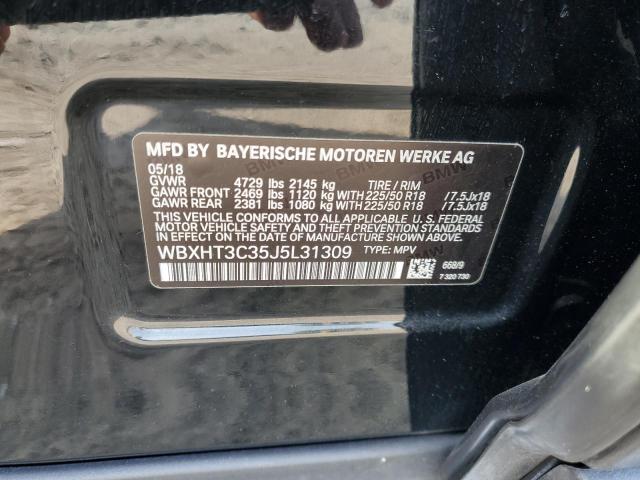 MFD BY BAYERISCHE MOTOREN WERKE AG
05/18
GVWR 4729 lbs 2145 kg TIRE / RIM
GAWR FRONT 2469 lbs 1120 kg WITH 225/50 R18 /7.5Jx18
GAWR REAR 2381 lbs 1080 kg WITH 225/50 R18 /7.5Jx18
THIS VEHICLE CONFORMS TO ALL APPLICABLE U. S. FEDERAL
MOTOR VEHICLE SAFETY, BUMPER, AND THEFT PREVENTION STANDARDS
IN EFFECT ON THE DATE OF MANUFACTURE SHOWN ABOVE.
WBXHT3C35J5L31309 TYPE: MPV
668/9
7 320 730